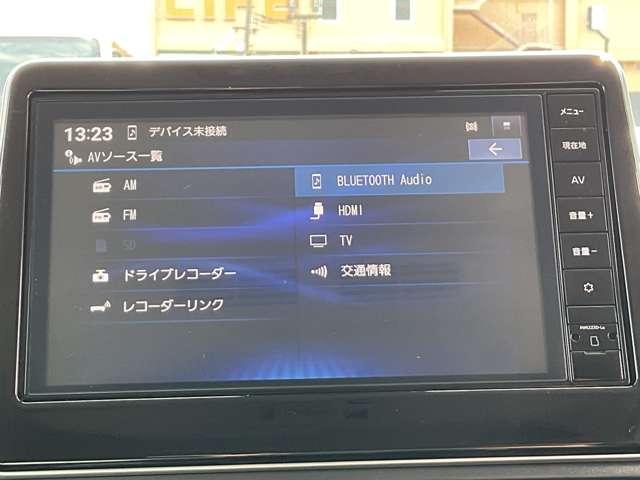 13:23 デバイス未接続
AVソース一覧
AM
FM
SD
ドライブレコーダー
レコーダーリンク
BLUETOOTH Audio
HDMI
TV
交通情報
メニュー
現在地
AV
音量+
音量-